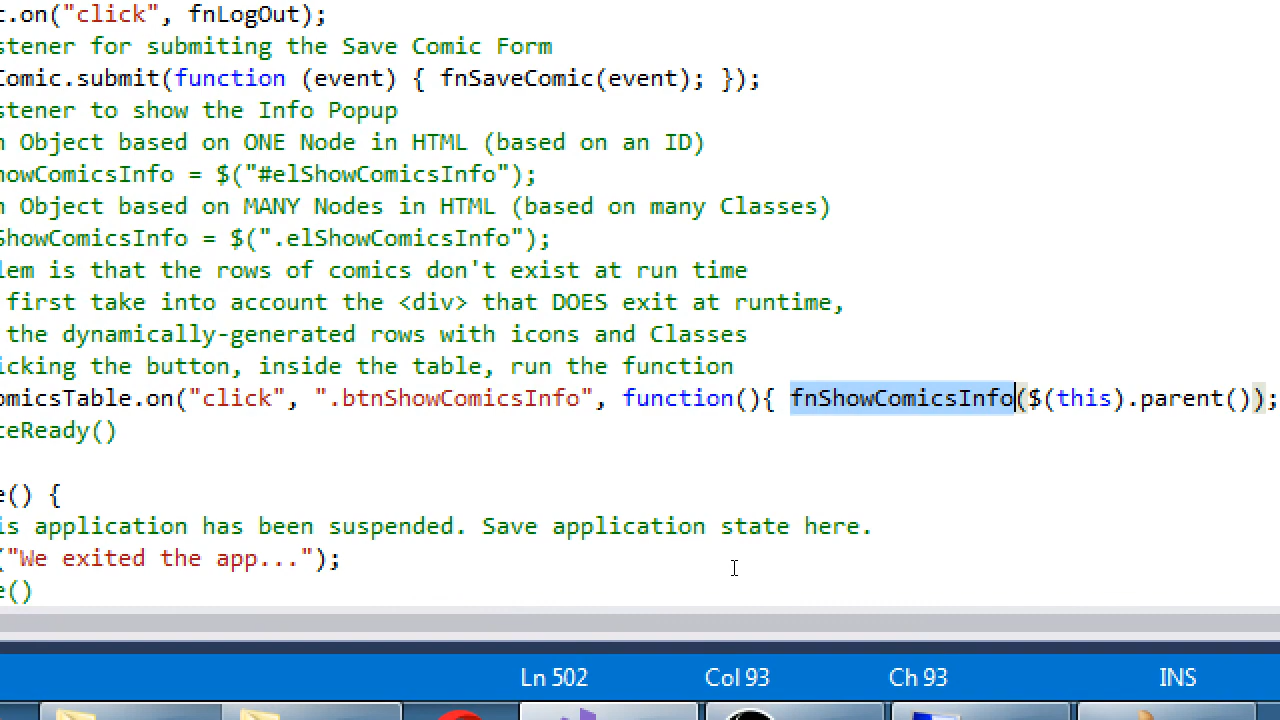 t.on("click", fnLogOut);
stener for submiting the Save Comic Form
Comic.submit(function (event) { fnSaveComic(event); });
stener to show the Info Popup
n Object based on ONE Node in HTML (based on an ID)
howComicsInfo = $("#elShowComicsInfo");
n Object based on MANY Nodes in HTML (based on many Classes)
ShowComicsInfo = $(".elShowComicsInfo");
lem is that the rows of comics don't exist at run time
first take into account the <div> that DOES exit at runtime,
the dynamically-generated rows with icons and Classes
icking the button, inside the table, run the function
omicsTable.on("click", ".btnShowComicsInfo", function(){ fnShowComicsInfo($(this).parent());
ceReady()
e() {
is application has been suspended. Save application state here.
("We exited the app...");
e()
Ln 502 Col 93 Ch 93 INS